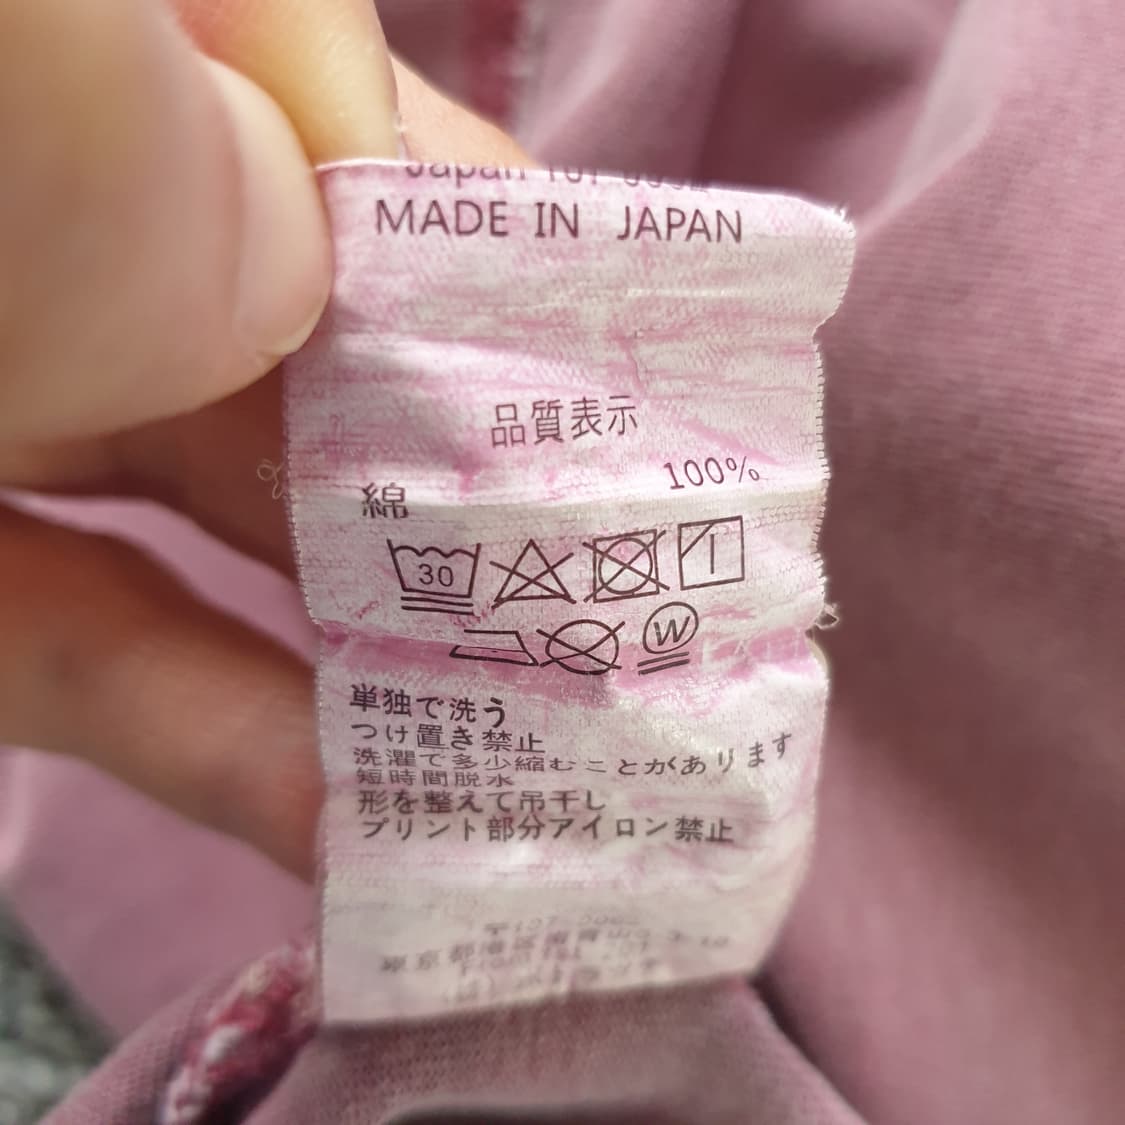 MADE IN JAPAN
品質表示
綿 100%
30
W
単独で洗う
つけ置き禁止
洗濯で多少縮むことがあります
短時間脱水
形を整えて吊干し
プリント部分アイロン禁止